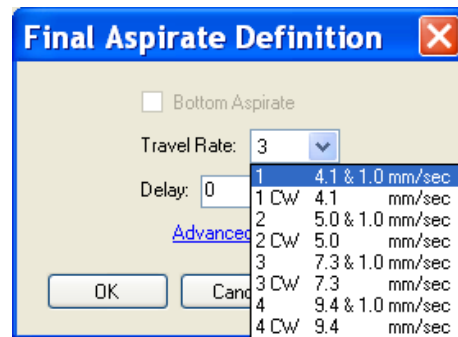 Final Aspirate Definition
Bottom Aspirate
Travel Rate: 3
1 4.1 & 1.0 mm/sec
1 CW 4.1 mm/sec
Delay: 0
2 5.0 & 1.0 mm/sec
2 CW 5.0 mm/sec
Advanced
3 7.3 & 1.0 mm/sec
3 CW 7.3 mm/sec
OK
4 9.4 & 1.0 mm/sec
4 CW 9.4 mm/sec